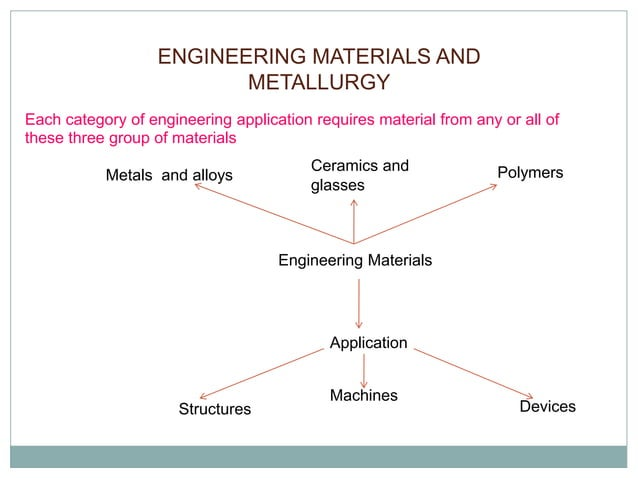 ENGINEERING MATERIALS AND
METALLURGY
Each category of engineering application requires material from any or all of
these three group of materials
Metals  and alloys
Ceramics and
glasses
Polymers
Engineering Materials
Application
Structures
Machines
Devices